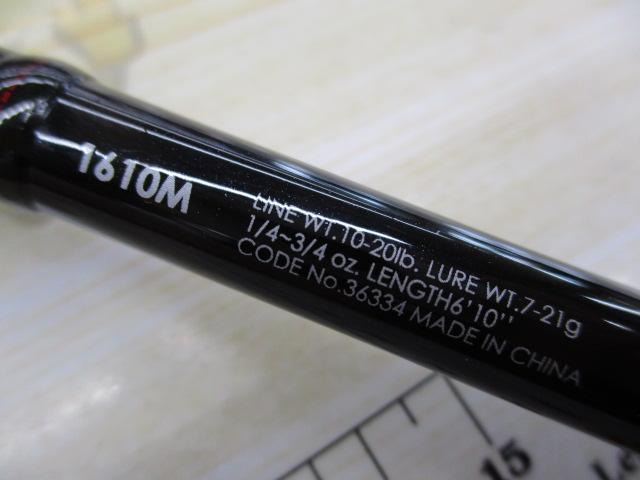 1610M
LINE WT.10-20lb. LURE WT.7-21g
1/4~3/4 oz. LENGTH6'10"
CODE No.36334 MADE IN CHINA
15